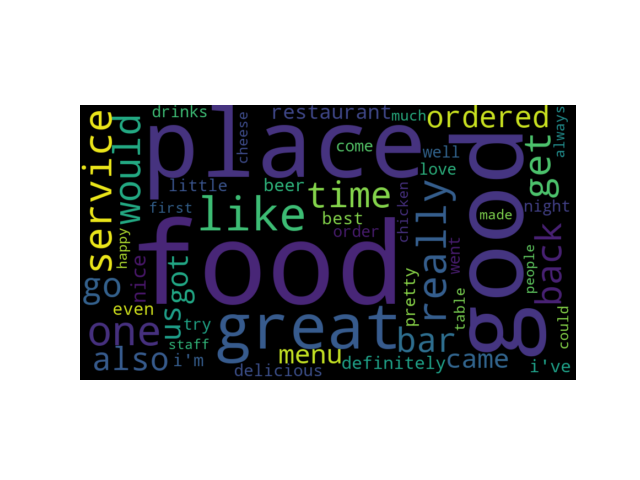 drinks
restaurant
much
ordered
always
service
would
place
cheese
come
well
good
get
little
beer
time
love
first
like
best
really
chicken
night
made
order
happy
nice
got
food
went
back
people
go
pretty
table
could
even
one
us
try
great
bar
staff
also
i'm
menu
delicious
definitely
came
i've